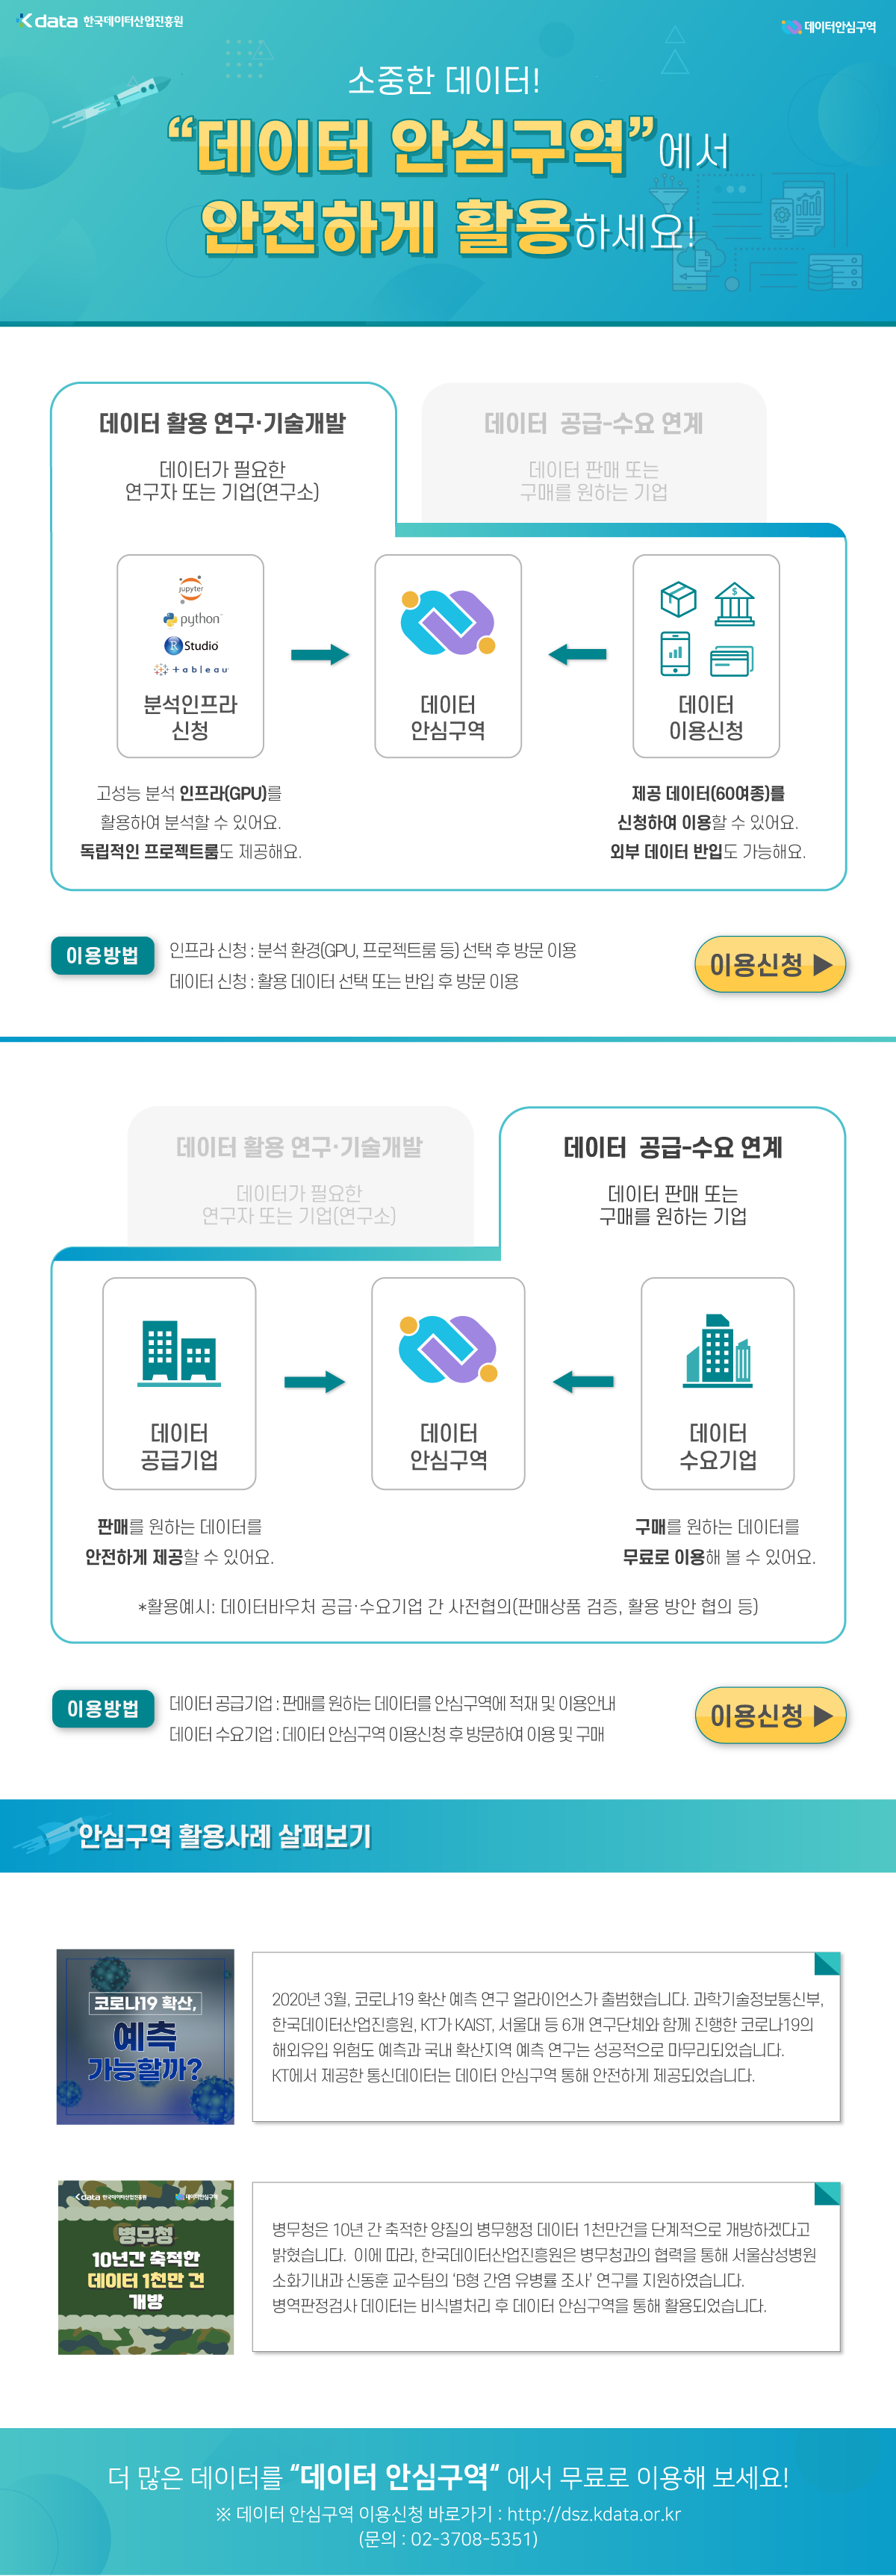 Kdata 한국데이터산업진흥원
데이터안심구역
소중한 데이터!
“데이터 안심구역”에서
안전하게 활용하세요!
데이터 활용 연구·기술개발
데이터가 필요한
연구자 또는 기업(연구소)
데이터 공급-수요 연계
데이터 판매 또는
구매를 원하는 기업
jupyter
python
R Studio
+ableau
분석인프라
신청
데이터
안심구역
$
데이터
이용신청
고성능 분석 인프라(GPU)를
활용하여 분석할 수 있어요.
독립적인 프로젝트룸도 제공해요.
제공 데이터(60여종)를
신청하여 이용할 수 있어요.
외부 데이터 반입도 가능해요.
이용방법
인프라 신청 : 분석 환경(GPU, 프로젝트룸 등) 선택 후 방문 이용
데이터 신청 : 활용 데이터 선택 또는 반입 후 방문 이용
이용신청 ▶
데이터 활용 연구·기술개발
데이터가 필요한
연구자 또는 기업(연구소)
데이터 공급-수요 연계
데이터 판매 또는
구매를 원하는 기업
데이터
공급기업
데이터
안심구역
데이터
수요기업
판매를 원하는 데이터를
안전하게 제공할 수 있어요.
구매를 원하는 데이터를
무료로 이용해 볼 수 있어요.
*활용예시: 데이터바우처 공급·수요기업 간 사전협의(판매상품 검증, 활용 방안 협의 등)
이용방법
데이터 공급기업 : 판매를 원하는 데이터를 안심구역에 적재 및 이용안내
데이터 수요기업 : 데이터 안심구역 이용신청 후 방문하여 이용 및 구매
이용신청 ▶
안심구역 활용사례 살펴보기
코로나19 확산,
예측
가능할까?
2020년 3월, 코로나19 확산 예측 연구 얼라이언스가 출범했습니다. 과학기술정보통신부,
한국데이터산업진흥원, KT가 KAIST, 서울대 등 6개 연구단체와 함께 진행한 코로나19의
해외유입 위험도 예측과 국내 확산지역 예측 연구는 성공적으로 마무리되었습니다.
KT에서 제공한 통신데이터는 데이터 안심구역 통해 안전하게 제공되었습니다.
Kdata 한국데이터산업진흥원
데이터안심구역
병무청
10년간 축적한
데이터 1천만 건
개방
병무청은 10년 간 축적한 양질의 병무행정 데이터 1천만건을 단계적으로 개방하겠다고
밝혔습니다. 이에 따라, 한국데이터산업진흥원은 병무청과의 협력을 통해 서울삼성병원
소화기내과 신동훈 교수팀의 ‘B형 간염 유병률 조사’ 연구를 지원하였습니다.
병역판정검사 데이터는 비식별처리 후 데이터 안심구역을 통해 활용되었습니다.
더 많은 데이터를 “데이터 안심구역“ 에서 무료로 이용해 보세요!
※ 데이터 안심구역 이용신청 바로가기 : http://dsz.kdata.or.kr
(문의 : 02-3708-5351)